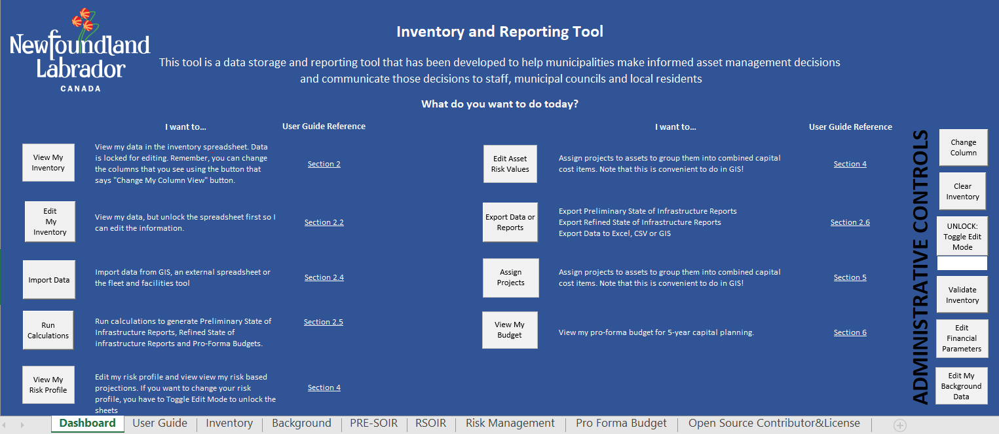 Newfoundland
Labrador
CANADA
Inventory and Reporting Tool
This tool is a data storage and reporting tool that has been developed to help municipalities make informed asset management decisions
and communicate those decisions to staff, municipal councils and local residents
What do you want to do today?
I want to...
User Guide Reference
View My
Inventory
View my data in the inventory spreadsheet. Data
is locked for editing. Remember, you can change
the columns that you see using the button that
says "Change My Column View" button.
Section 2
Edit
My
Inventory
View my data, but unlock the spreadsheet first so I
can edit the information.
Section 2.2
Import Data
Import data from GIS, an external spreadsheet or
the fleet and facilities tool
Section 2.4
Run
Calculations
Run calculations to generate Preliminary State of
Infrastructure Reports, Refined State of
infrastructure Reports and Pro-Forma Budgets.
Section 2.5
View My
Risk Profile
Edit my risk profile and view view my risk based
projections. If you want to change your risk
profile, you have to Toggle Edit Mode to unlock the
sheets
Section 4
I want to...
User Guide Reference
Edit Asset
Risk Values
Assign projects to assets to group them into combined capital
cost items. Note that this is convenient to do in GIS!
Section 4
Export Data or
Reports
Export Preliminary State of Infrastructure Reports
Export Refined State of Infrastructure Reports
Export Data to Excel, CSV or GIS
Section 2.6
Assign
Projects
Assign projects to assets to group them into combined capital
cost items. Note that this is convenient to do in GIS!
Section 5
View My
Budget
View my pro-forma budget for 5-year capital planning.
Section 6
ADMINISTRATIVE CONTROLS
Change
Column
Clear
Inventory
UNLOCK:
Toggle Edit
Mode
Validate
Inventory
Edit
Financial
Parameters
Edit My
Background
Data
Dashboard
User Guide
Inventory
Background
PRE-SOIR
RSOIR
Risk Management
Pro Forma Budget
Open Source Contributor&License